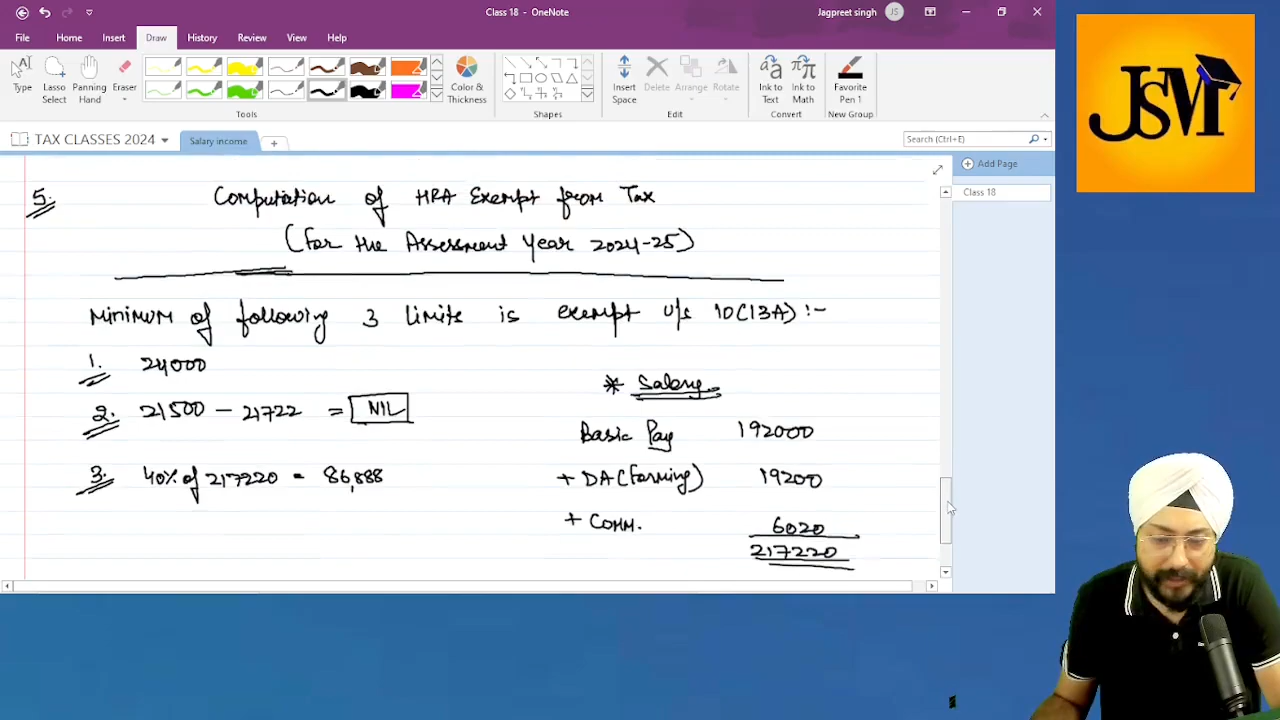 Class 18 - OneNote
Jagpreet singh JS
File Home Insert Draw History Review View Help
Type
Lasso Select
Panning Hand
Eraser
Color & Thickness
Insert Space
Delete
Arrange
Rotate
Ink to Text
Ink to Math
Favorite Pen 1
Tools
Shapes
Edit
Convert
New Group
TAX CLASSES 2024
Salary income
Search (Ctrl+E)
Add Page
Class 18
JSM
5. Computation of HRA Exempt from Tax
(For the Assessment Year 2024-25)
Minimum of following 3 limits is exempt u/s 10(13A) :-
1. 24000
2. 21500 - 21722 = NIL
3. 40% of 217220 = 86,888
* Salary
Basic Pay 192000
+ DA (Forming) 19200
+ Comm. 6020
217220